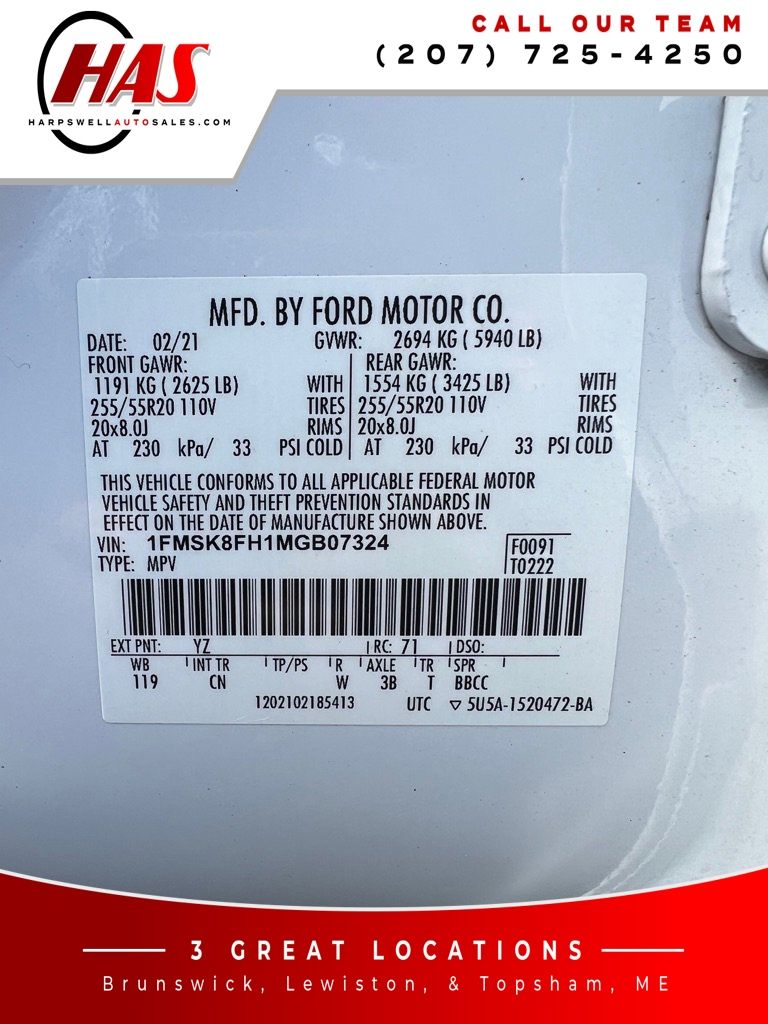 CALL OUR TEAM
(207) 725-4250
HAS
HARPSWELLAUTOSALES.COM
MFD. BY FORD MOTOR CO.
DATE: 02/21 GVWR: 2694 KG ( 5940 LB)
FRONT GAWR: REAR GAWR:
1191 KG ( 2625 LB) WITH 1554 KG ( 3425 LB) WITH
255/55R20 110V TIRES 255/55R20 110V TIRES
20x8.0J RIMS 20x8.0J RIMS
AT 230 kPa/ 33 PSI COLD AT 230 kPa/ 33 PSI COLD
THIS VEHICLE CONFORMS TO ALL APPLICABLE FEDERAL MOTOR
VEHICLE SAFETY AND THEFT PREVENTION STANDARDS IN
EFFECT ON THE DATE OF MANUFACTURE SHOWN ABOVE.
VIN: 1FMSK8FH1MGB07324 F0091
TYPE: MPV T0222
EXT PNT: YZ RC: 71 DSO:
WB INT TR TP/PS R AXLE TR SPR
119 CN W 3B T BBCC
1202102185413 UTC ▽ 5U5A-1520472-BA
3 GREAT LOCATIONS
Brunswick, Lewiston, & Topsham, ME